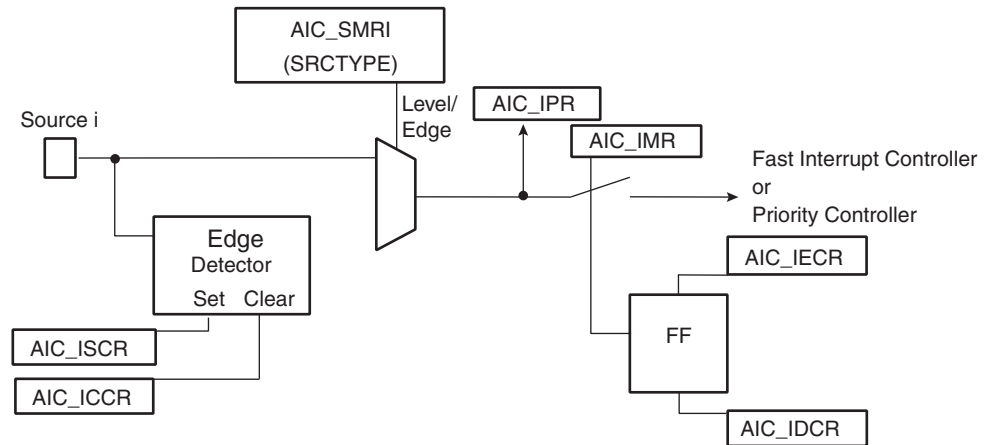 AIC_SMRI
(SRCTYPE)
Source i
Level/
Edge
AIC_IPR
AIC_IMR
Fast Interrupt Controller
or
Priority Controller
Edge
Detector
Set Clear
AIC_IECR
FF
AIC_ISCR
AIC_ICCR
AIC_IDCR